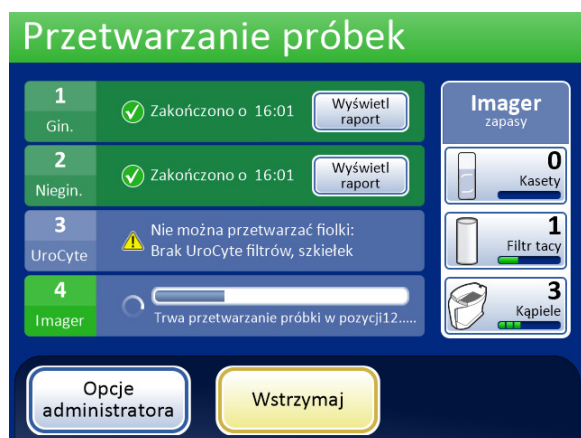 Przetwarzanie próbek
1
Gin.
Zakończono o 16:01
Wyświetl
raport
2
Niegin.
Zakończono o 16:01
Wyświetl
raport
3
UroCyte
Nie można przetwarzać fiolki:
Brak UroCyte filtrów, szkiełek
4
Imager
Trwa przetwarzanie próbki w pozycji12.....
Imager
zapasy
0
Kasety
1
Filtr tacy
3
Kąpiele
Opcje
administratora
Wstrzymaj